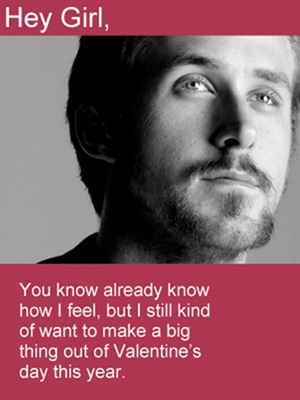 Hey Girl,
You know already know
how I feel, but I still kind
of want to make a big
thing out of Valentine's
day this year.